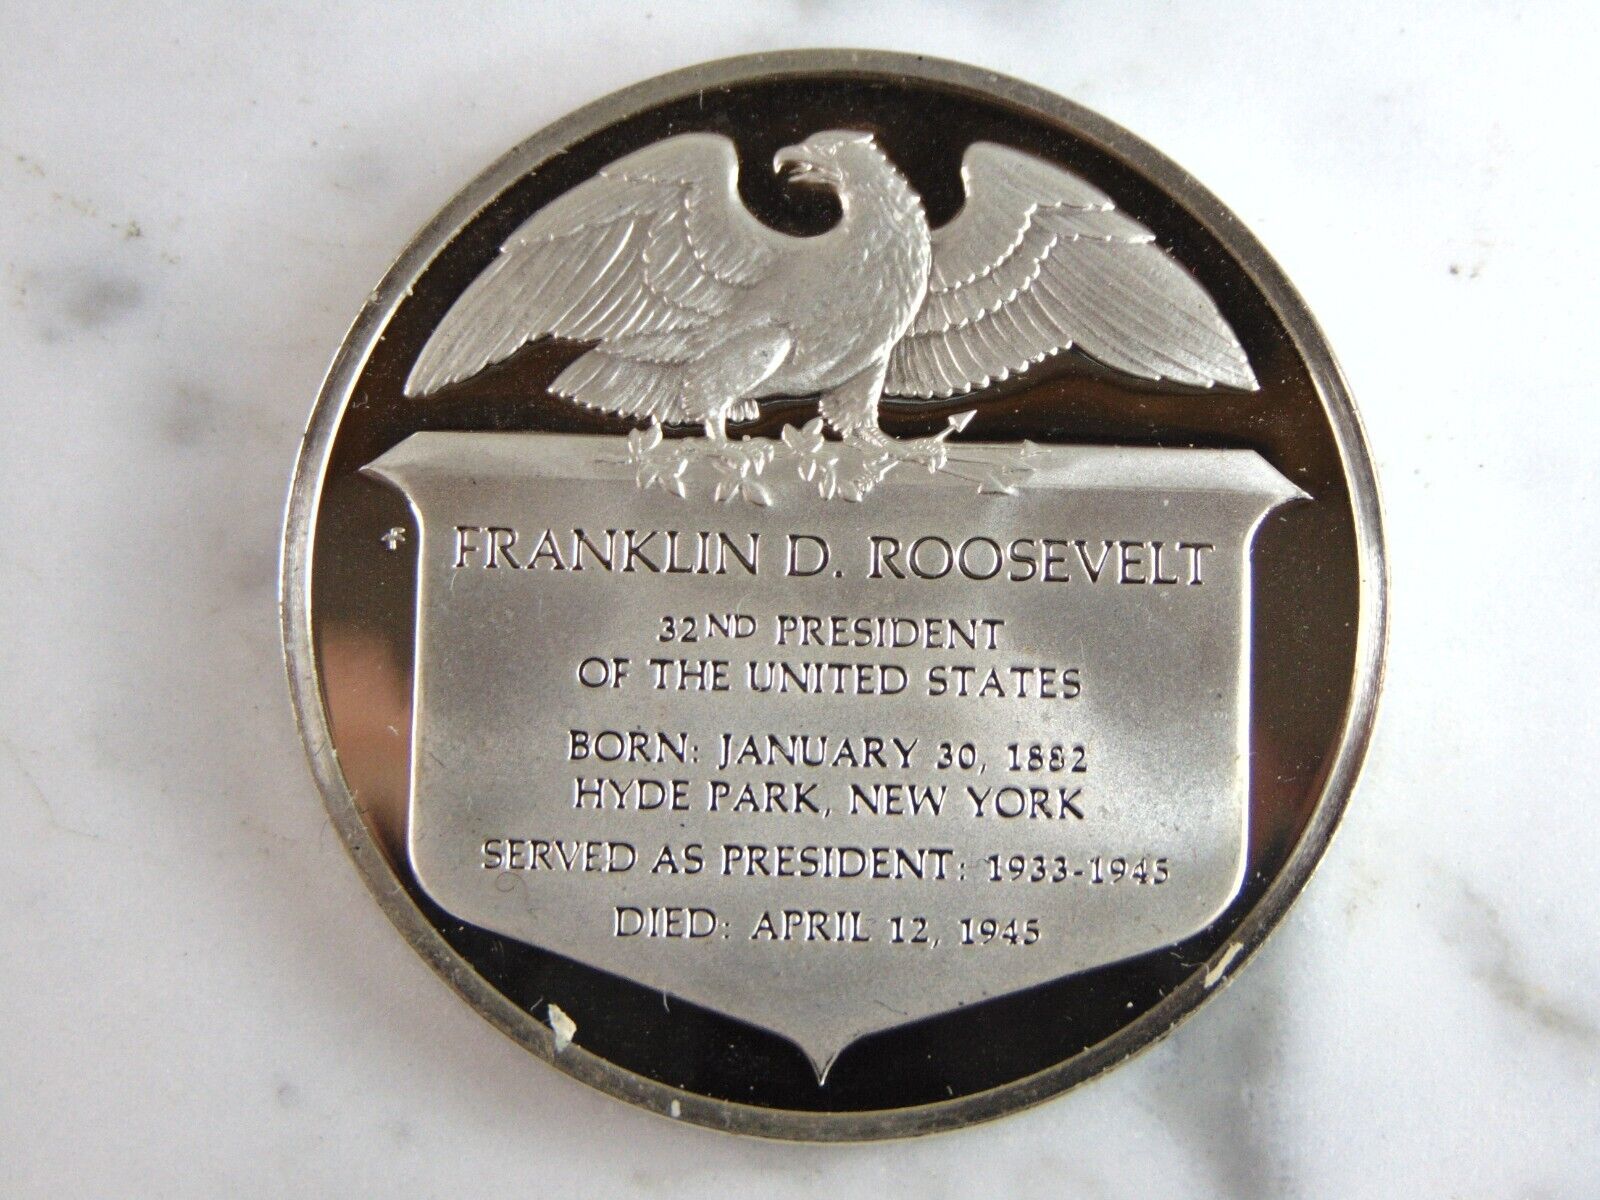 FRANKLIN D. ROOSEVELT
32ND PRESIDENT
OF THE UNITED STATES
BORN: JANUARY 30, 1882
HYDE PARK, NEW YORK
SERVED AS PRESIDENT: 1933-1945
DIED: APRIL 12, 1945